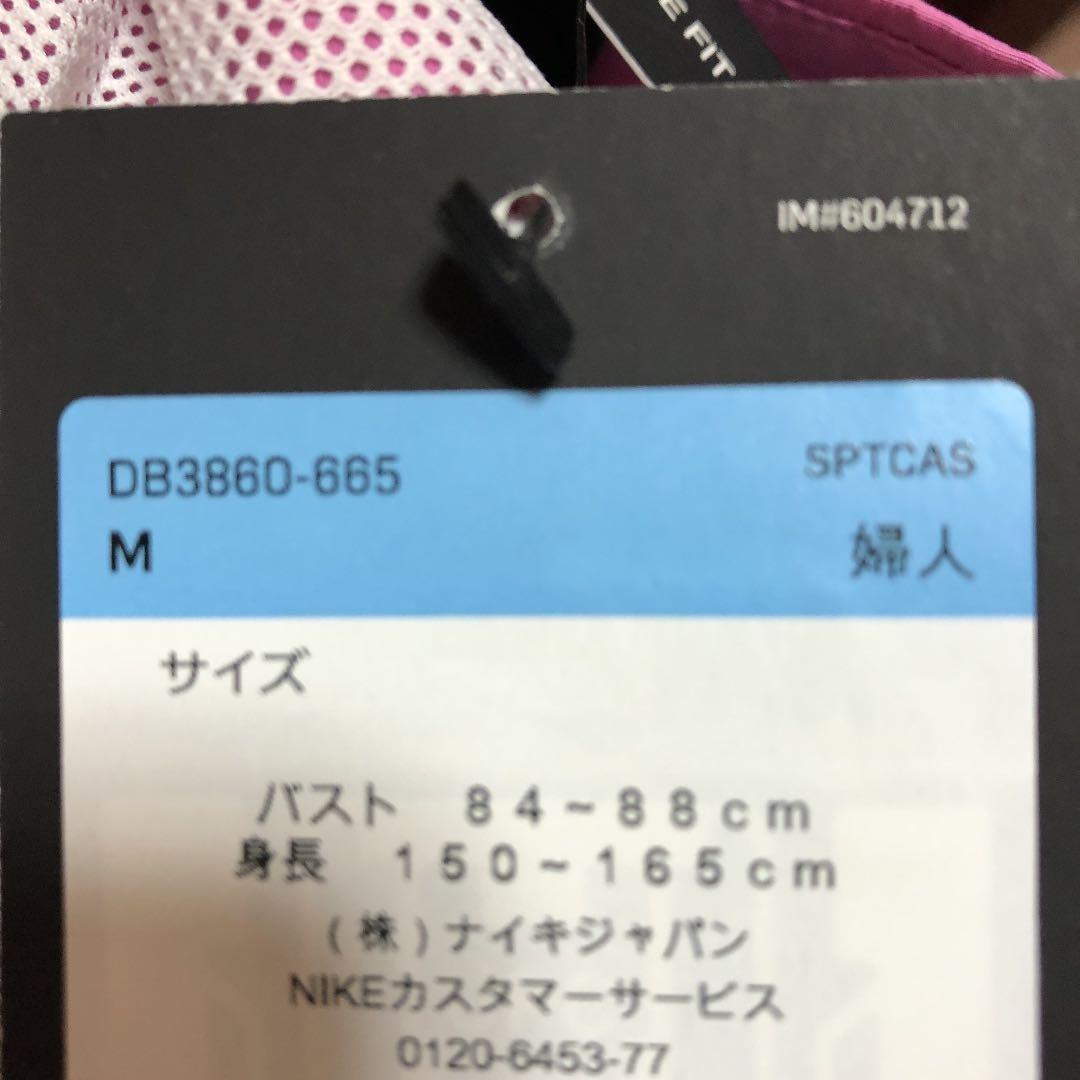 E FIT
IM#604712
DB3860-665
SPTCAS
M
婦人
サイズ
バスト 84~88cm
身長 150~165cm
(株)ナイキジャパン
NIKEカスタマーサービス
0120-6453-77